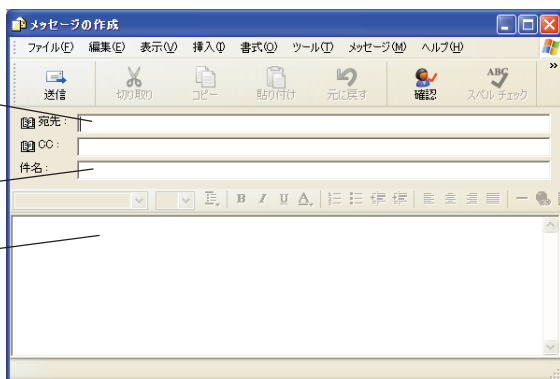 メッセージの作成
ファイル(F) 編集(E) 表示(V) 挿入(I) 書式(O) ツール(T) メッセージ(M) ヘルプ(H)
送信 切り取り コピー 貼り付け 元に戻す 確認 ABC スペル チェック »
宛先:
CC:
件名:
B I U A